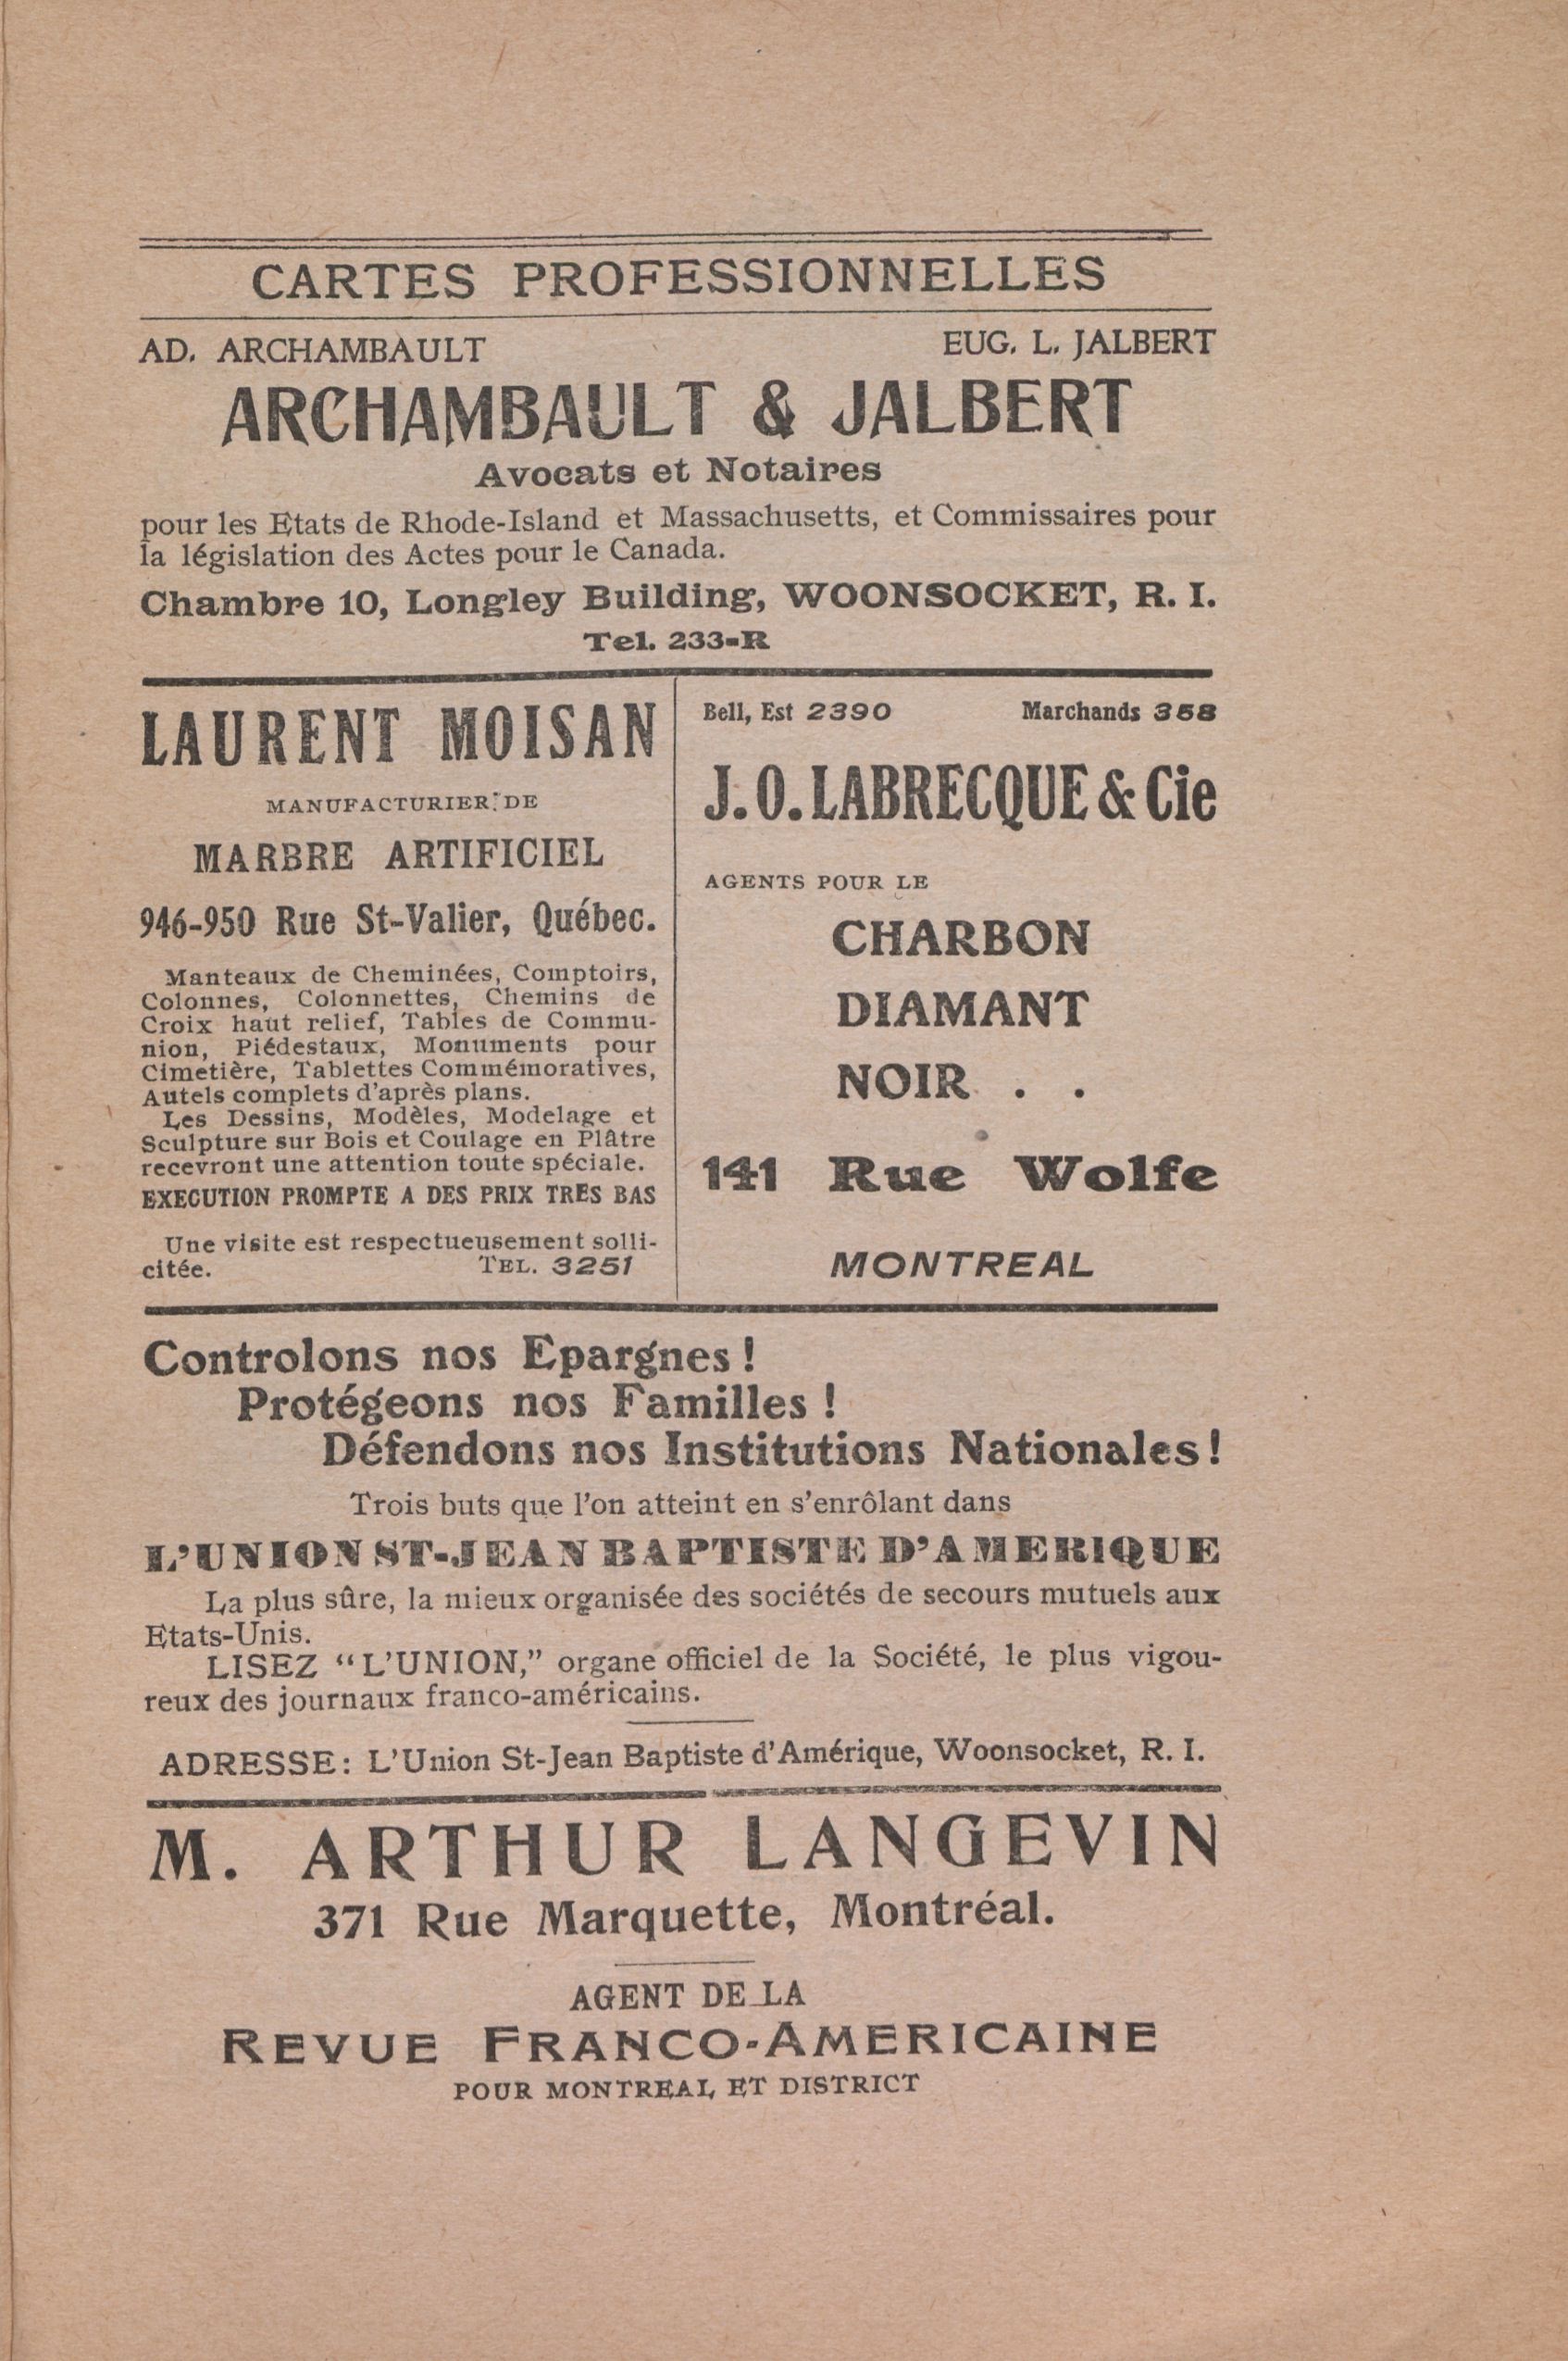 CARTES PROFESSIONNELLES
AD. ARCHAMBAULT EUG. L. JALBERT
ARCHAMBAULT & JALBERT
Avocats et Notaires
pour les Etats de Rhode-Island et Massachusetts, et Commissaires pour
la législation des Actes pour le Canada.
Chambre 10, Longley Building, WOONSOCKET, R. I.
Tel. 233-R
LAURENT MOISAN
MANUFACTURIER DE
MARBRE ARTIFICIEL
946-950 Rue St-Valier, Québec.
Manteaux de Cheminées, Comptoirs,
Colonnes, Colonnettes, Chemins de
Croix haut relief, Tables de Commu-
nion, Piédestaux, Monuments pour
Cimetière, Tablettes Commémoratives,
Autels complets d'après plans.
Les Dessins, Modèles, Modelage et
Sculpture sur Bois et Coulage en Plâtre
recevront une attention toute spéciale.
EXECUTION PROMPTE A DES PRIX TRES BAS
Une visite est respectueusement solli-
citée. TEL. 3251
Bell, Est 2390 Marchands 358
J. O. LABRECQUE & Cie
AGENTS POUR LE
CHARBON
DIAMANT
NOIR . .
141 Rue Wolfe
MONTREAL
Controlons nos Epargnes !
Protégeons nos Familles !
Défendons nos Institutions Nationales !
Trois buts que l'on atteint en s'enrôlant dans
L'UNION ST-JEAN BAPTISTE D'AMERIQUE
La plus sûre, la mieux organisée des sociétés de secours mutuels aux
Etats-Unis.
LISEZ "L'UNION," organe officiel de la Société, le plus vigou-
reux des journaux franco-américains.
ADRESSE: L'Union St-Jean Baptiste d'Amérique, Woonsocket, R. I.
M. ARTHUR LANGEVIN
371 Rue Marquette, Montréal.
AGENT DE LA
REVUE FRANCO-AMERICAINE
POUR MONTREAL ET DISTRICT